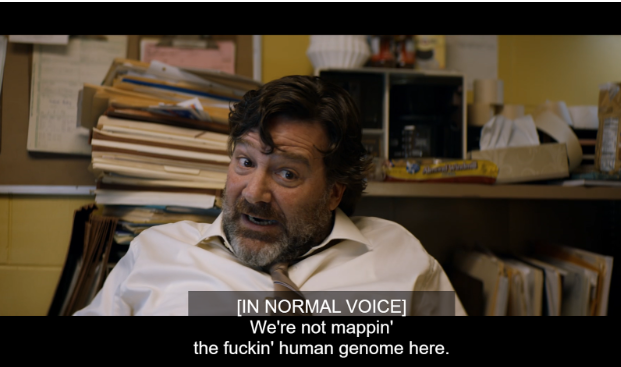 [IN NORMAL VOICE]
We're not mappin'
the fuckin' human genome here.